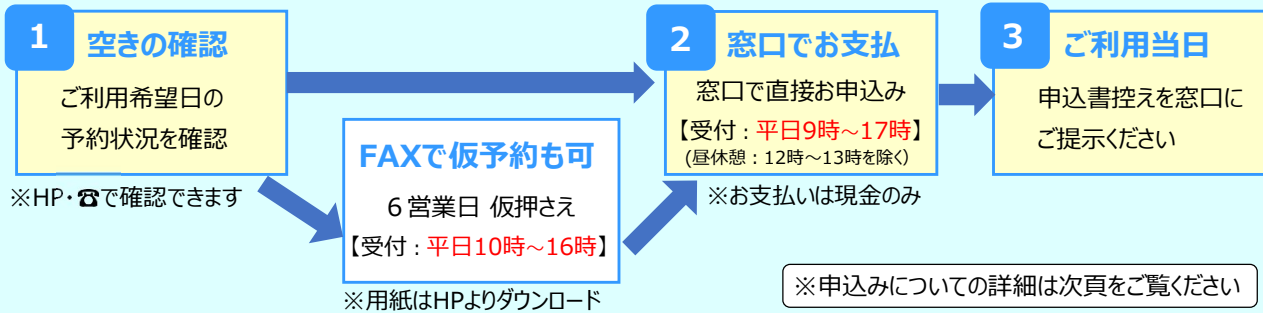 1 空きの確認
ご利用希望日の
予約状況を確認
※HP・☎で確認できます
FAXで仮予約も可
6営業日 仮押さえ
【受付：平日10時～16時】
※用紙はHPよりダウンロード
2 窓口でお支払
窓口で直接お申込み
【受付：平日9時～17時】
(昼休憩：12時～13時を除く)
※お支払いは現金のみ
3 ご利用当日
申込書控えを窓口に
ご提示ください
※申込みについての詳細は次頁をご覧ください